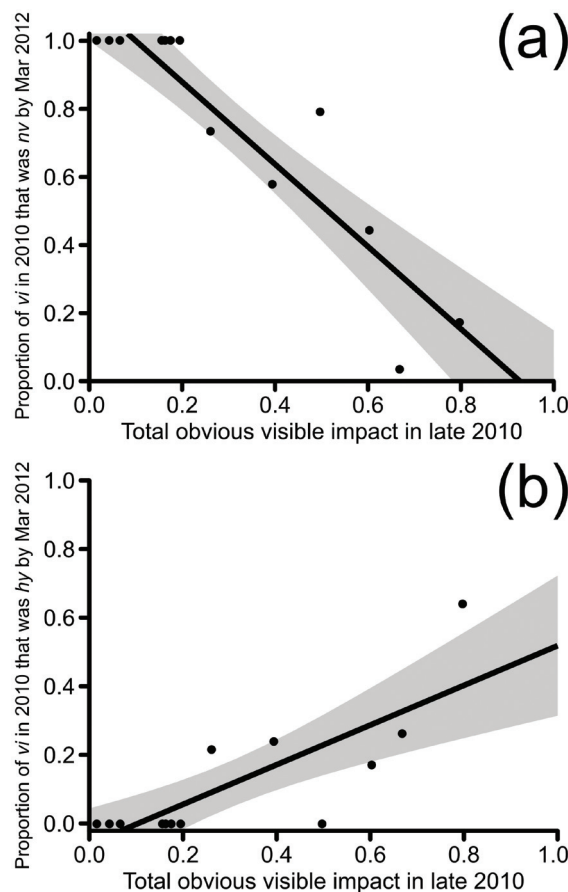 (a)
Proportion of vi in 2010 that was nv by Mar 2012
1.0
0.8
0.6
0.4
0.2
0.0
0.0 0.2 0.4 0.6 0.8 1.0
Total obvious visible impact in late 2010
(b)
Proportion of vi in 2010 that was hy by Mar 2012
1.0
0.8
0.6
0.4
0.2
0.0
0.0 0.2 0.4 0.6 0.8 1.0
Total obvious visible impact in late 2010